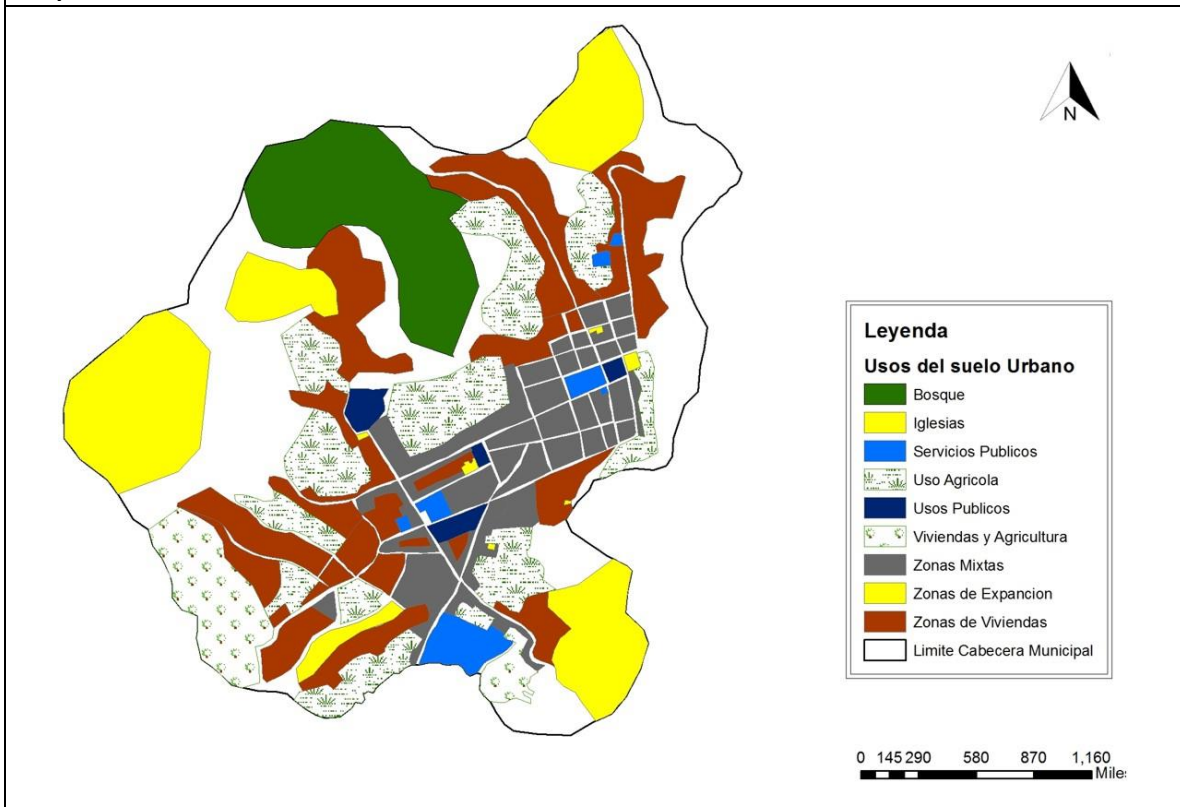 N
Leyenda
Usos del suelo Urbano
Bosque
Iglesias
Servicios Publicos
Uso Agricola
Usos Publicos
Viviendas y Agricultura
Zonas Mixtas
Zonas de Expancion
Zonas de Viviendas
Limite Cabecera Municipal
0 145 290 580 870 1,160